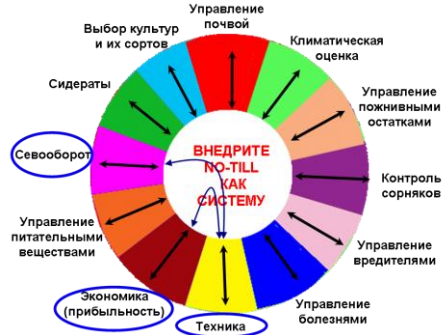 Управление
почвой
Климатическая
оценка
Управление
пожнивными
остатками
Контроль
сорняков
Управление
вредителями
Управление
болезнями
Техника
Экономика
(прибыльность)
Управление
питательными
веществами
Севооборот
Сидераты
Выбор культур
и их сортов
ВНЕДРИТЕ
NO-TILL
КАК
СИСТЕМУ